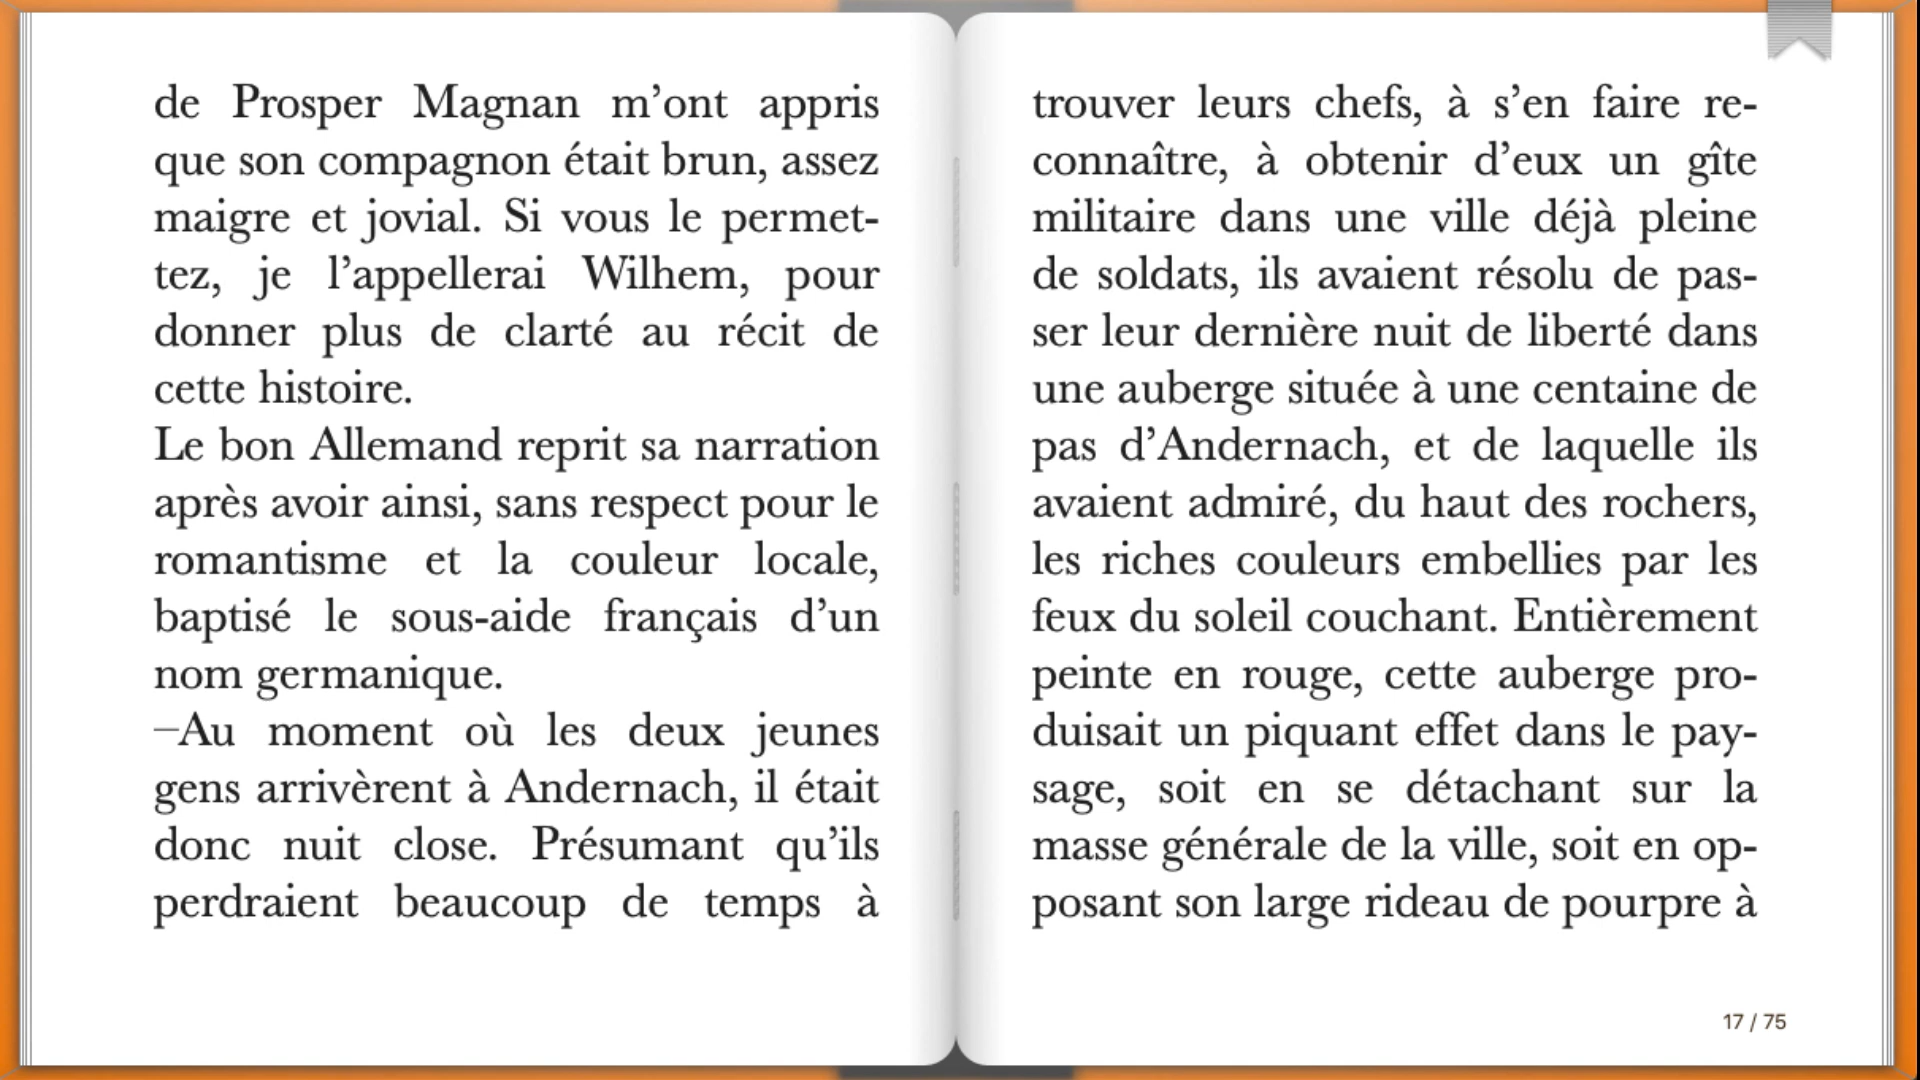 de Prosper Magnan m’ont appris
que son compagnon était brun, assez
maigre et jovial. Si vous le permet-
tez, je l’appellerai Wilhem, pour
donner plus de clarté au récit de
cette histoire.
Le bon Allemand reprit sa narration
après avoir ainsi, sans respect pour le
romantisme et la couleur locale,
baptisé le sous-aide français d’un
nom germanique.
–Au moment où les deux jeunes
gens arrivèrent à Andernach, il était
donc nuit close. Présumant qu’ils
perdraient beaucoup de temps à
trouver leurs chefs, à s’en faire re-
connaître, à obtenir d’eux un gîte
militaire dans une ville déjà pleine
de soldats, ils avaient résolu de pas-
ser leur dernière nuit de liberté dans
une auberge située à une centaine de
pas d’Andernach, et de laquelle ils
avaient admiré, du haut des rochers,
les riches couleurs embellies par les
feux du soleil couchant. Entièrement
peinte en rouge, cette auberge pro-
duisait un piquant effet dans le pay-
sage, soit en se détachant sur la
masse générale de la ville, soit en op-
posant son large rideau de pourpre à
17 / 75